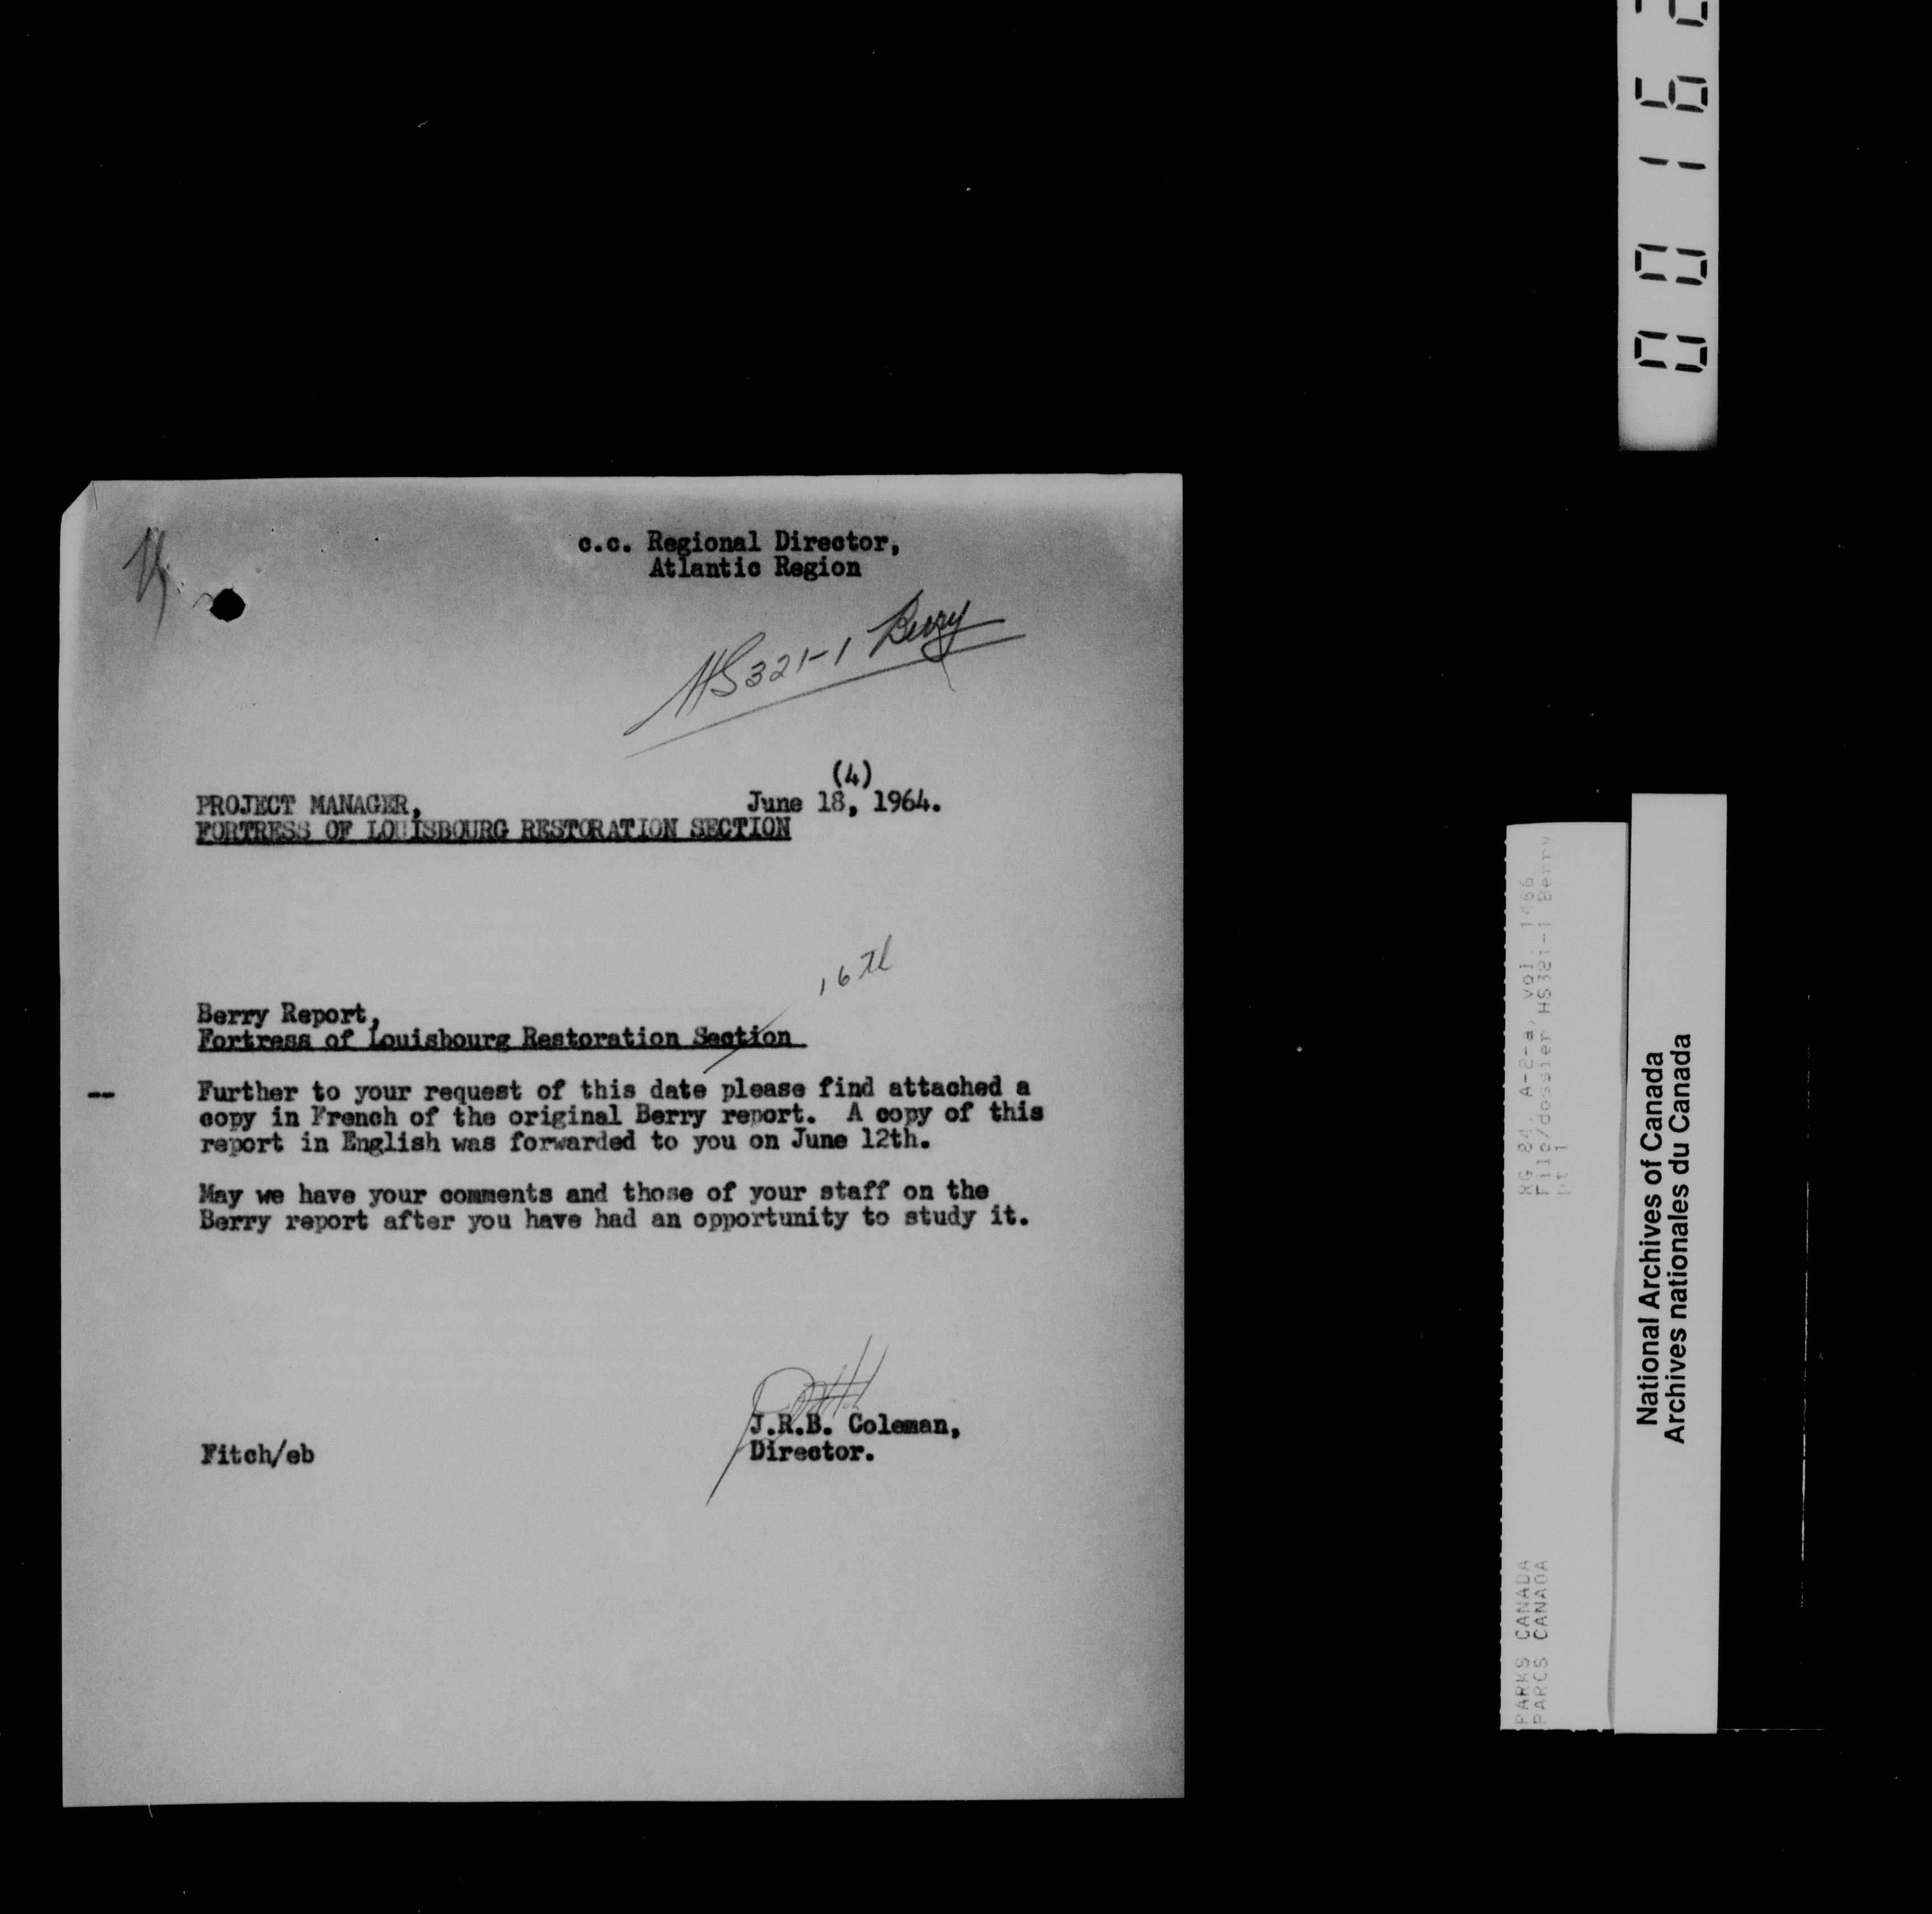 c.c. Regional Director,
Atlantic Region
HS 321-1 Berry
(4)
PROJECT MANAGER, June 18, 1964.
FORTRESS OF LOUISBOURG RESTORATION SECTION
16th
Berry Report,
Fortress of Louisbourg Restoration Section
-- Further to your request of this date please find attached a
copy in French of the original Berry report. A copy of this
report in English was forwarded to you on June 12th.
May we have your comments and those of your staff on the
Berry report after you have had an opportunity to study it.
J.R.B. Coleman,
Fitch/eb Director.
RG 84, A-2-a, vol. 1466
File/dossier HS321-1 Berry
pt 1
PARKS CANADA
PARCS CANADA
National Archives of Canada
Archives nationales du Canada